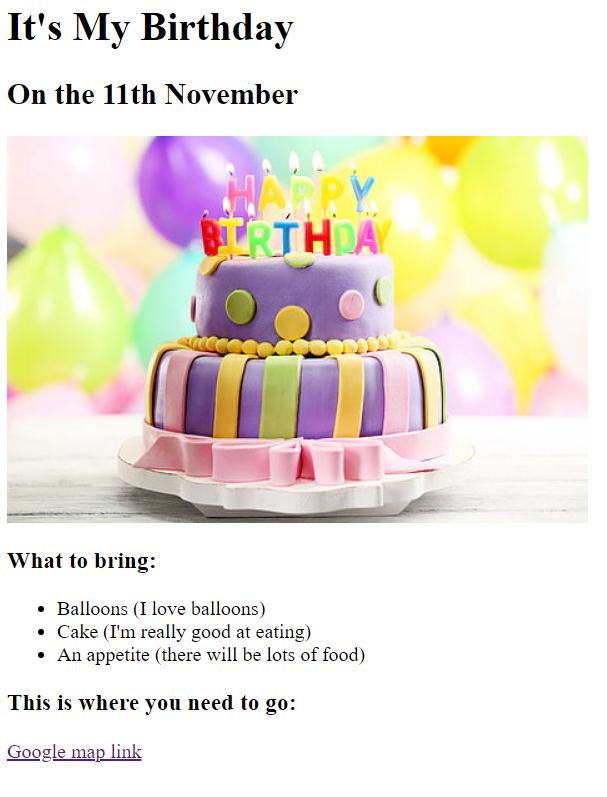 It's My Birthday
On the 11th November
HAPPY
BIRTHDAY
What to bring:
Balloons (I love balloons)
Cake (I'm really good at eating)
An appetite (there will be lots of food)
This is where you need to go:
Google map link